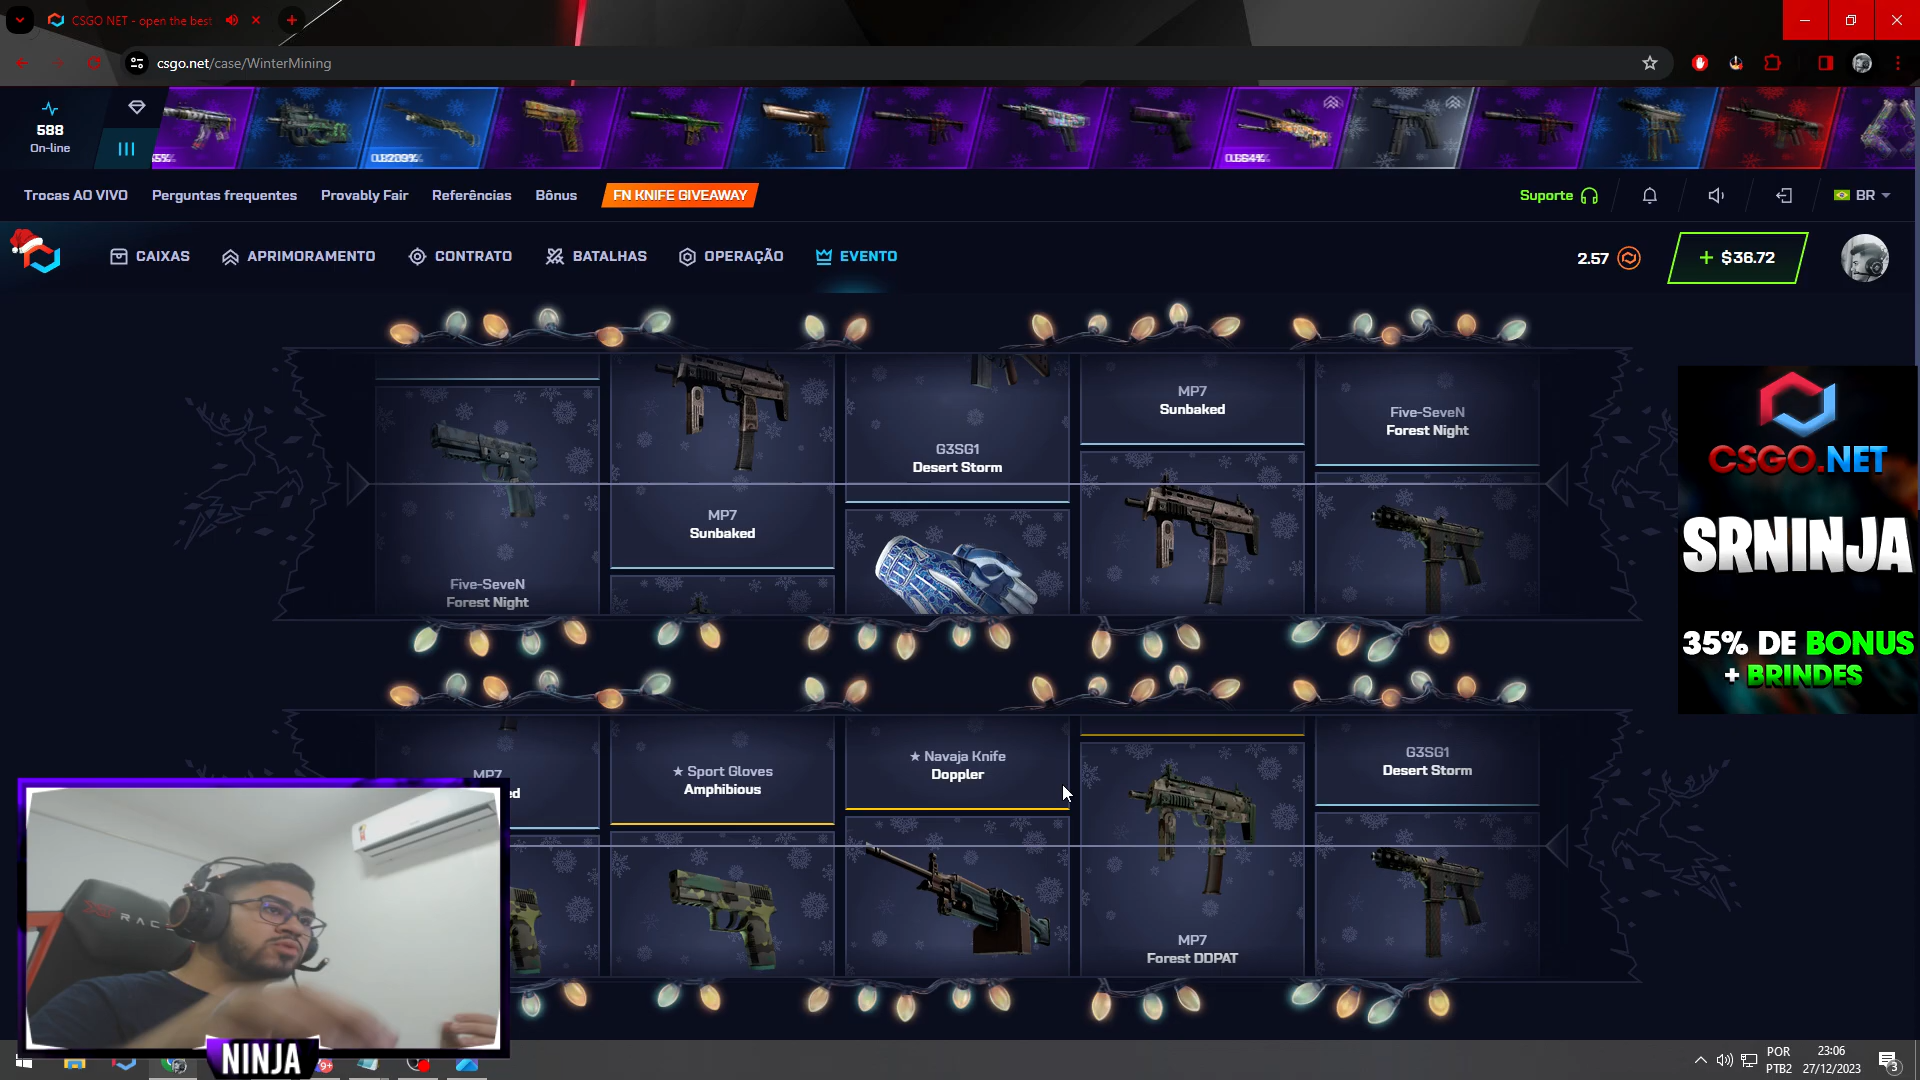 CSGO NET - open the best
csgo.net/case/WinterMining
588
On-line
Trocas AO VIVO
Perguntas frequentes
Provably Fair
Referências
Bônus
FN KNIFE GIVEAWAY
Suporte
BR
CAIXAS
APRIMORAMENTO
CONTRATO
BATALHAS
OPERAÇÃO
EVENTO
2.57
+ $36.72
Five-SeveN
Forest Night
MP7
Sunbaked
G3SG1
Desert Storm
MP7
Sunbaked
Five-SeveN
Forest Night
CSGO.NET
SRNINJA
35% DE BONUS
+ BRINDES
MP7
ed
★ Sport Gloves
Amphibious
★ Navaja Knife
Doppler
MP7
Forest DDPAT
G3SG1
Desert Storm
RAC
NINJA
9+
POR
PTB2
23:06
27/12/2023
3